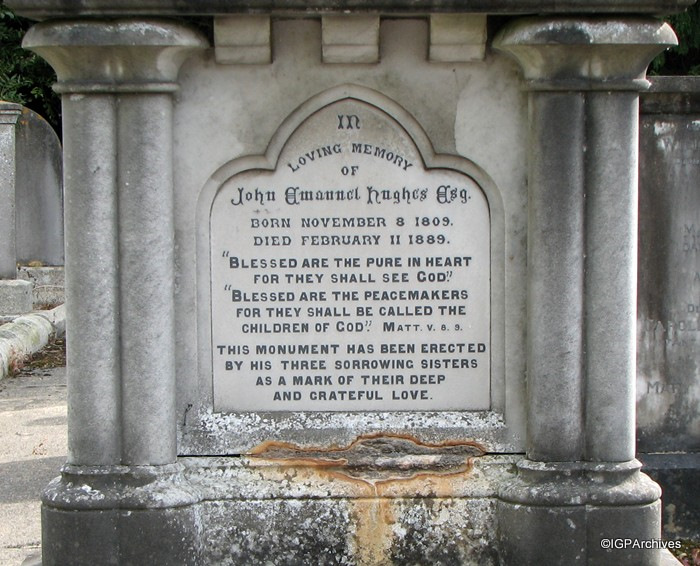 IN
LOVING MEMORY
OF
John Emanuel Hughes Esq.
BORN NOVEMBER 8 1809.
DIED FEBRUARY 11 1889.
"BLESSED ARE THE PURE IN HEART
FOR THEY SHALL SEE GOD."
"BLESSED ARE THE PEACEMAKERS
FOR THEY SHALL BE CALLED THE
CHILDREN OF GOD." MATT. V. 8. 9.
THIS MONUMENT HAS BEEN ERECTED
BY HIS THREE SORROWING SISTERS
AS A MARK OF THEIR DEEP
AND GRATEFUL LOVE.
©IGPArchives